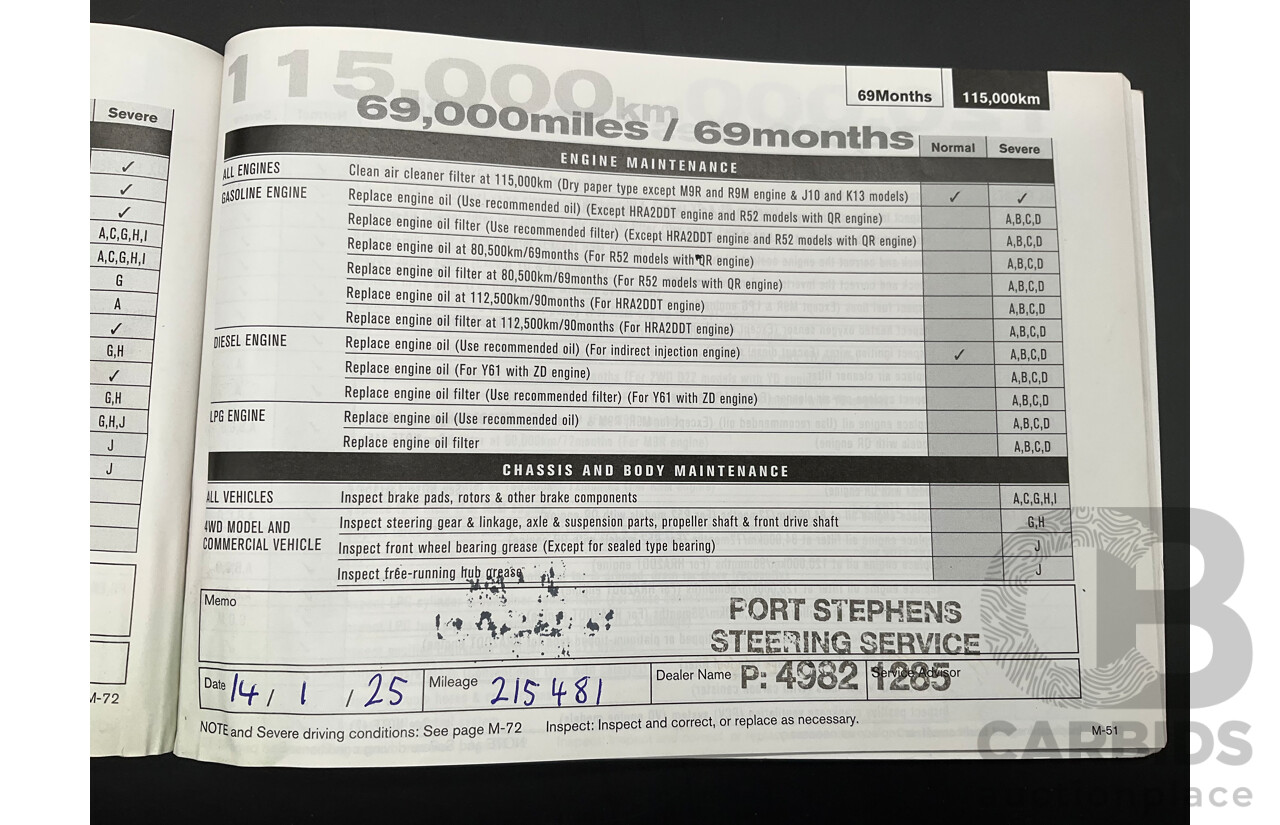 Severe
✓
✓
✓
A,C,G,H,I
A,C,G,H,I
G
A
✓
G,H
✓
G,H
G,H,J
J
J
M-72
115,000km
69,000miles / 69months
69Months 115,000km
Normal Severe
ENGINE MAINTENANCE
ALL ENGINES Clean air cleaner filter at 115,000km (Dry paper type except M9R and R9M engine & J10 and K13 models) ✓ ✓
GASOLINE ENGINE Replace engine oil (Use recommended oil) (Except HRA2DDT engine and R52 models with QR engine) A,B,C,D
Replace engine oil filter (Use recommended filter) (Except HRA2DDT engine and R52 models with QR engine) A,B,C,D
Replace engine oil at 80,500km/69months (For R52 models with QR engine) A,B,C,D
Replace engine oil filter at 80,500km/69months (For R52 models with QR engine) A,B,C,D
Replace engine oil at 112,500km/90months (For HRA2DDT engine) A,B,C,D
Replace engine oil filter at 112,500km/90months (For HRA2DDT engine) A,B,C,D
DIESEL ENGINE Replace engine oil (Use recommended oil) (For indirect injection engine) ✓ A,B,C,D
Replace engine oil (For Y61 with ZD engine) A,B,C,D
Replace engine oil filter (Use recommended filter) (For Y61 with ZD engine) A,B,C,D
LPG ENGINE Replace engine oil (Use recommended oil) A,B,C,D
Replace engine oil filter A,B,C,D
CHASSIS AND BODY MAINTENANCE
ALL VEHICLES Inspect brake pads, rotors & other brake components A,C,G,H,I
4WD MODEL AND COMMERCIAL VEHICLE Inspect steering gear & linkage, axle & suspension parts, propeller shaft & front drive shaft G,H
Inspect front wheel bearing grease (Except for sealed type bearing) J
Inspect free-running hub grease J
Memo
PORT STEPHENS
STEERING SERVICE
P: 4982 1285
Date 14 / 1 / 25 Mileage 215481 Dealer Name Service Advisor
NOTE and Severe driving conditions: See page M-72 Inspect: Inspect and correct, or replace as necessary.
M-51
CARBIDS
auctionplace